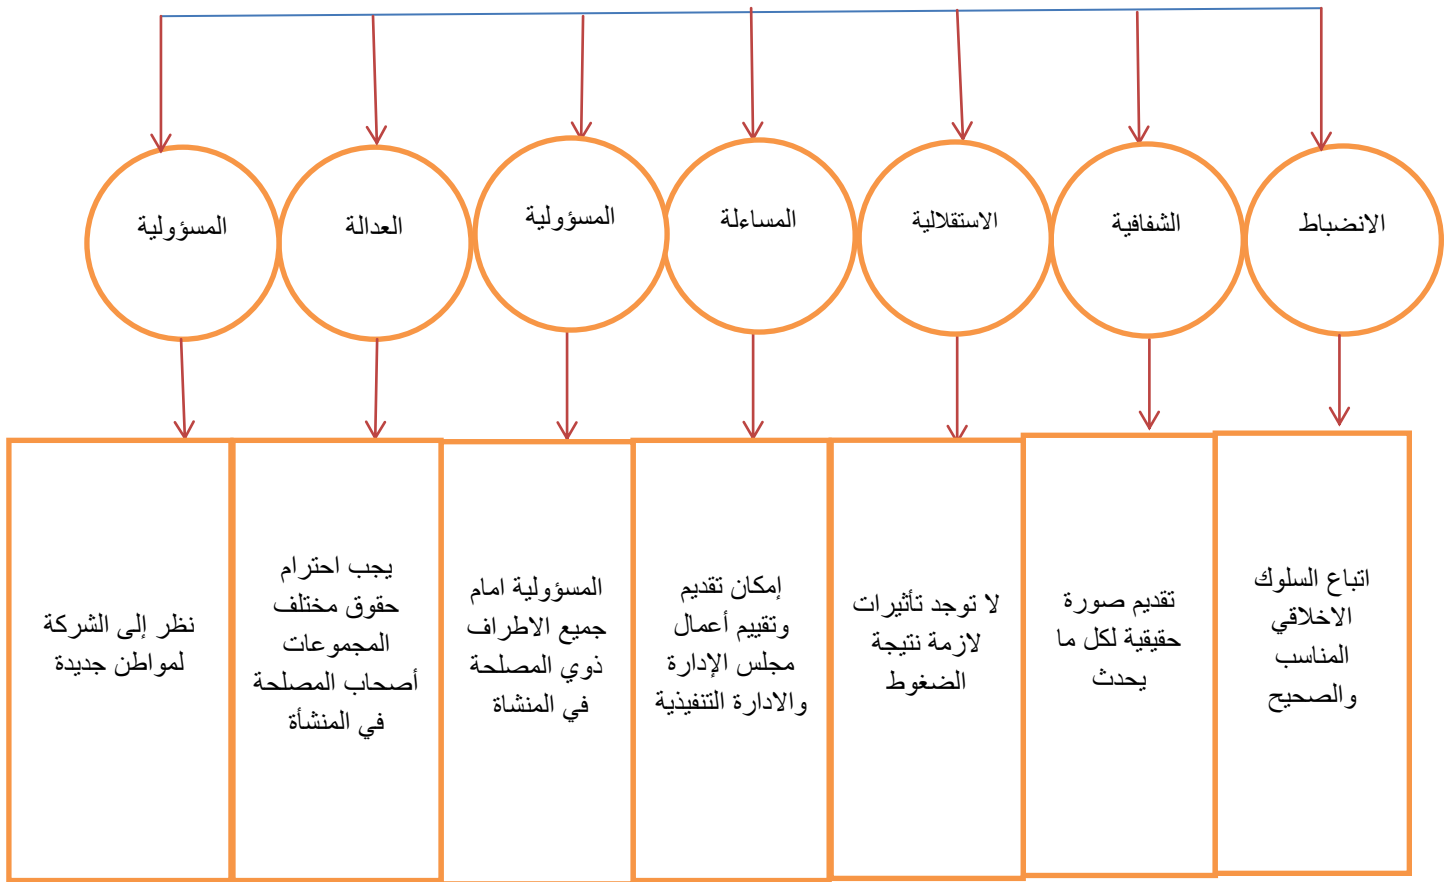 الانضباط
الشفافية
الاستقلالية
المساءلة
المسؤولية
العدالة
المسؤولية
اتباع السلوك
الاخلاقي
المناسب
والصحيح
تقديم صورة
حقيقية لكل ما
يحدث
لا توجد تأثيرات
لازمة نتيجة
الضغوط
إمكان تقديم
وتقييم أعمال
مجلس الإدارة
والادارة التنفيذية
المسؤولية امام
جميع الاطراف
ذوي المصلحة
في المنشاة
يجب احترام
حقوق مختلف
المجموعات
أصحاب المصلحة
في المنشأة
نظر إلى الشركة
لمواطن جديدة